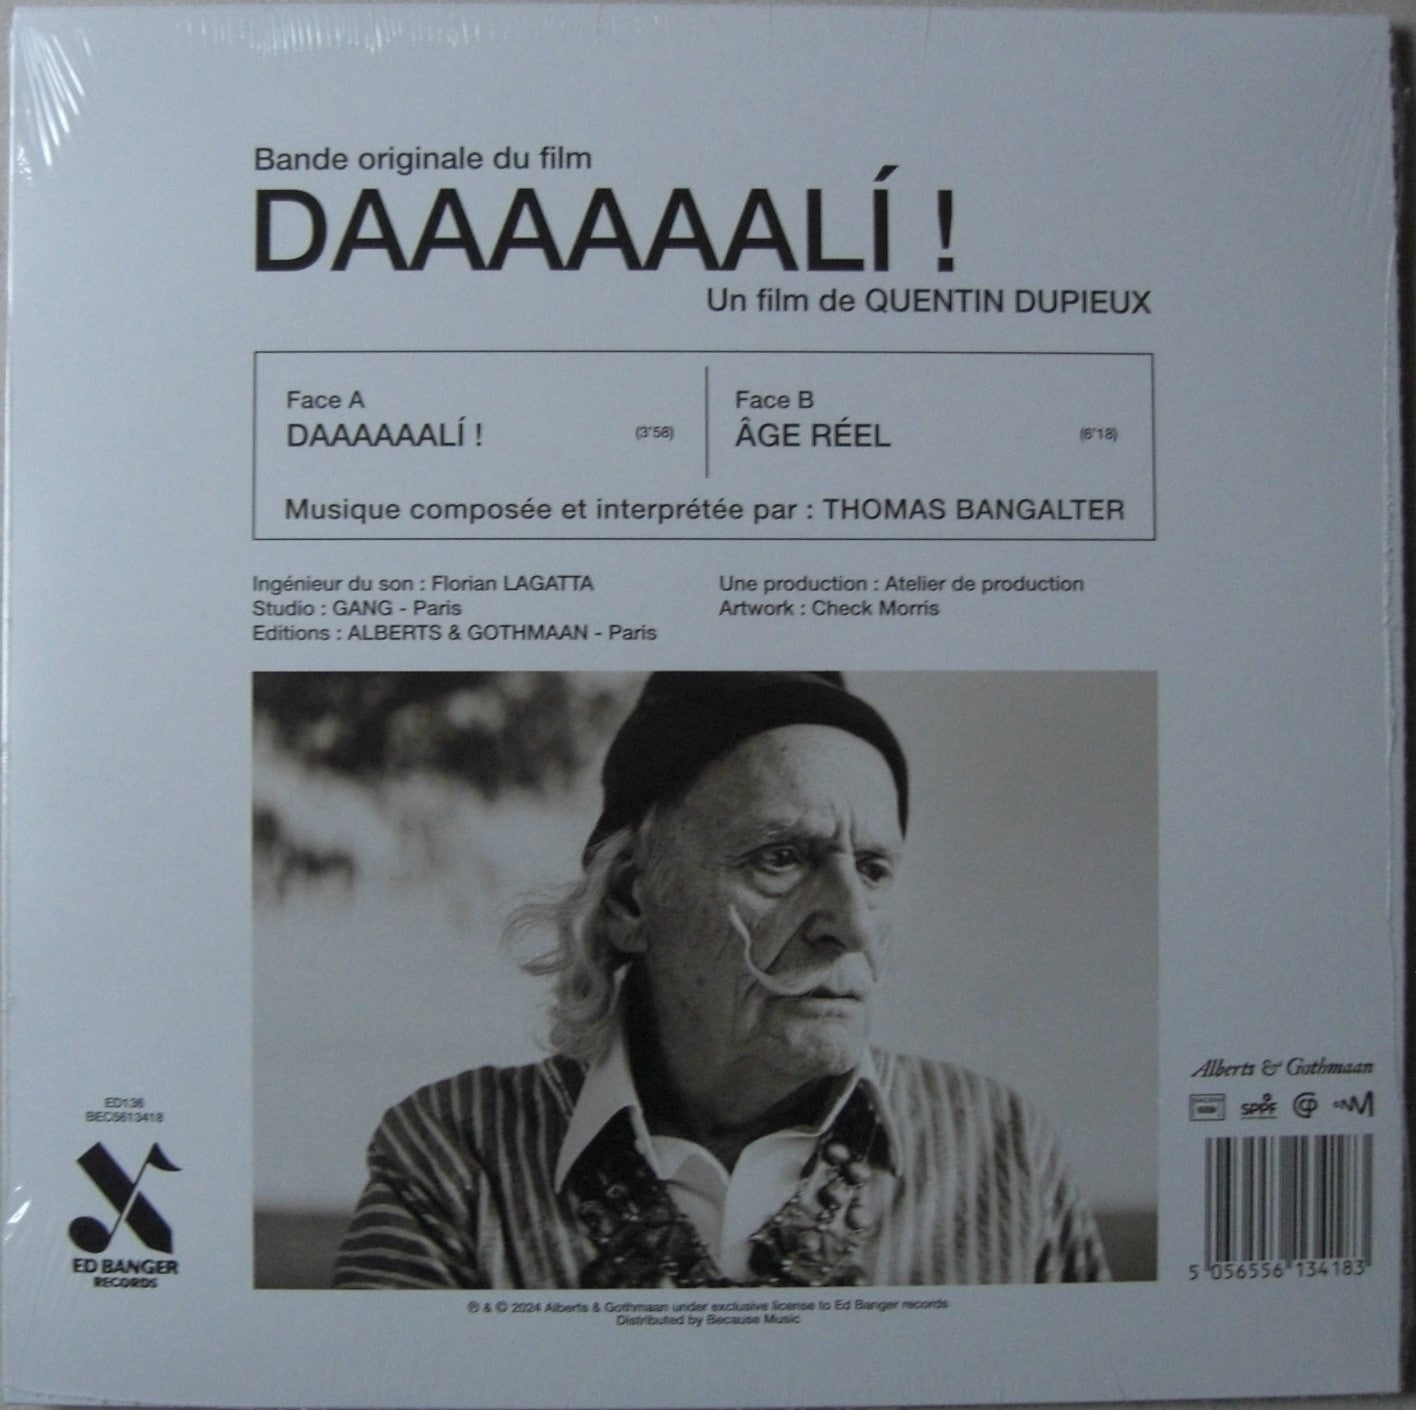 Bande originale du film
DAAAAAALÍ !
Un film de QUENTIN DUPIEUX
Face A
DAAAAAALÍ !
(3'58)
Face B
ÂGE RÉEL
(6'18)
Musique composée et interprétée par : THOMAS BANGALTER
Ingénieur du son : Florian LAGATTA
Studio : GANG - Paris
Editions : ALBERTS & GOTHMAAN - Paris
Une production : Atelier de production
Artwork : Check Morris
ED136
BEC5613418
ED BANGER
RECORDS
Alberts & Gothmaan
SPPF
5 056556 134183
℗ & © 2024 Alberts & Gothmaan under exclusive license to Ed Banger records
Distributed by Because Music